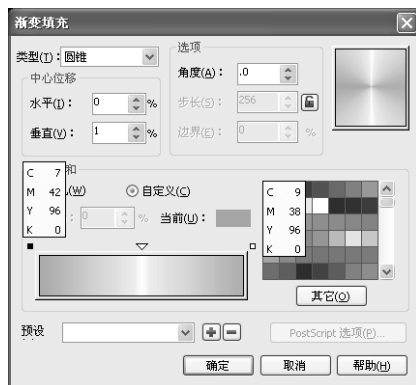 渐变填充
类型(T): 圆锥
选项
角度(A): .0
步长(S): 256
边界(E): 0 %
中心位移
水平(I): 0 %
垂直(V): 1 %
和
(W) 自定义(C)
: 0 % 当前(U):
C 7
M 42
Y 96
K 0
C 9
M 38
Y 96
K 0
其它(O)
预设
PostScript 选项(P)...
确定 取消 帮助(H)